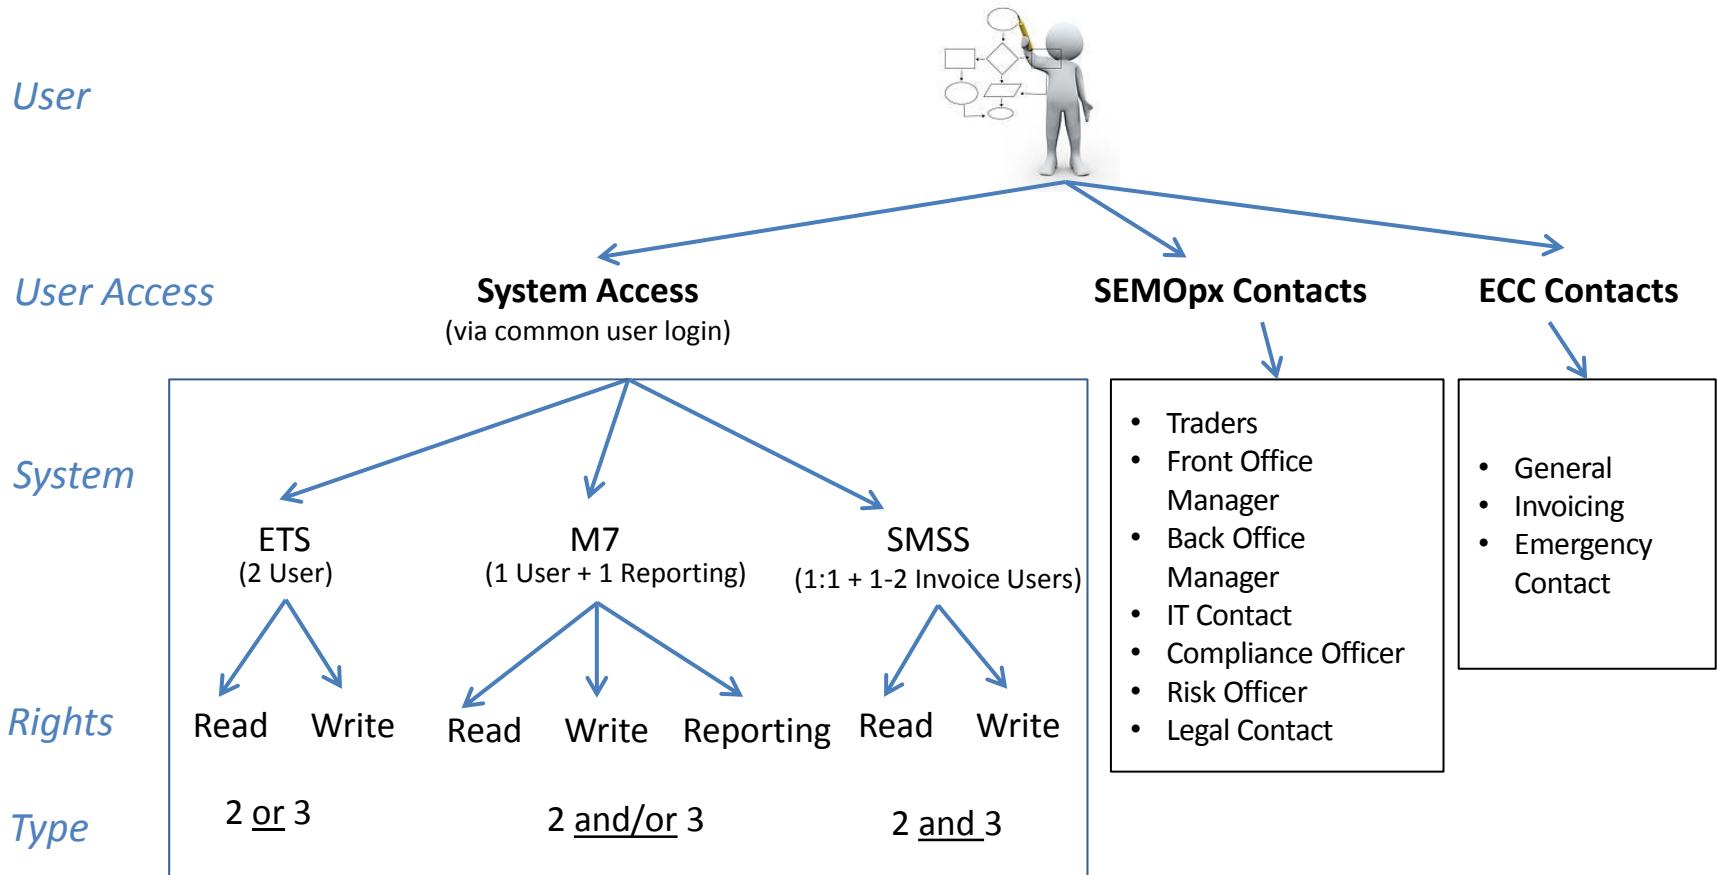 User
User Access
System Access
(via common user login)
SEMOpx Contacts
ECC Contacts
System
ETS
(2 User)
M7
(1 User + 1 Reporting)
SMSS
(1:1 + 1-2 Invoice Users)
• Traders
• Front Office
Manager
• Back Office
Manager
• IT Contact
• Compliance Officer
• Risk Officer
• Legal Contact
• General
• Invoicing
• Emergency
Contact
Rights
Read
Write
Read
Write
Reporting
Read
Write
Type
2 or 3
2 and/or 3
2 and 3